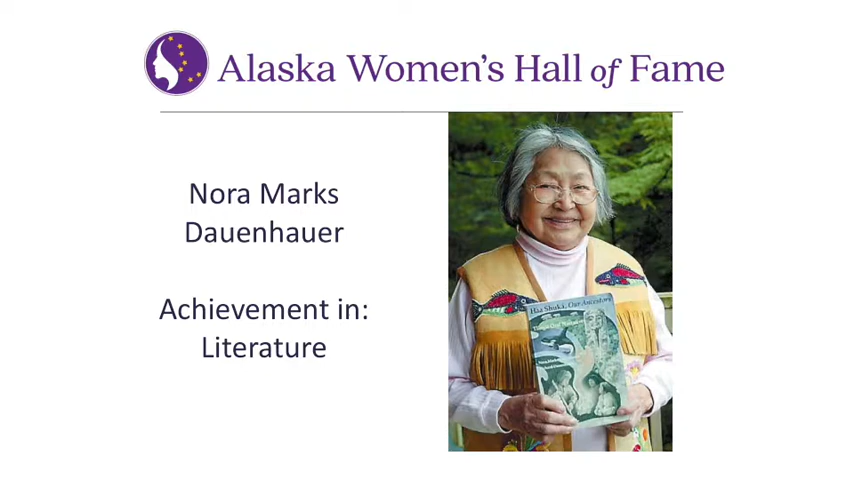 Alaska Women's Hall of Fame
Nora Marks
Dauenhauer
Achievement in:
Literature
Haa Shuká, Our Ancestors